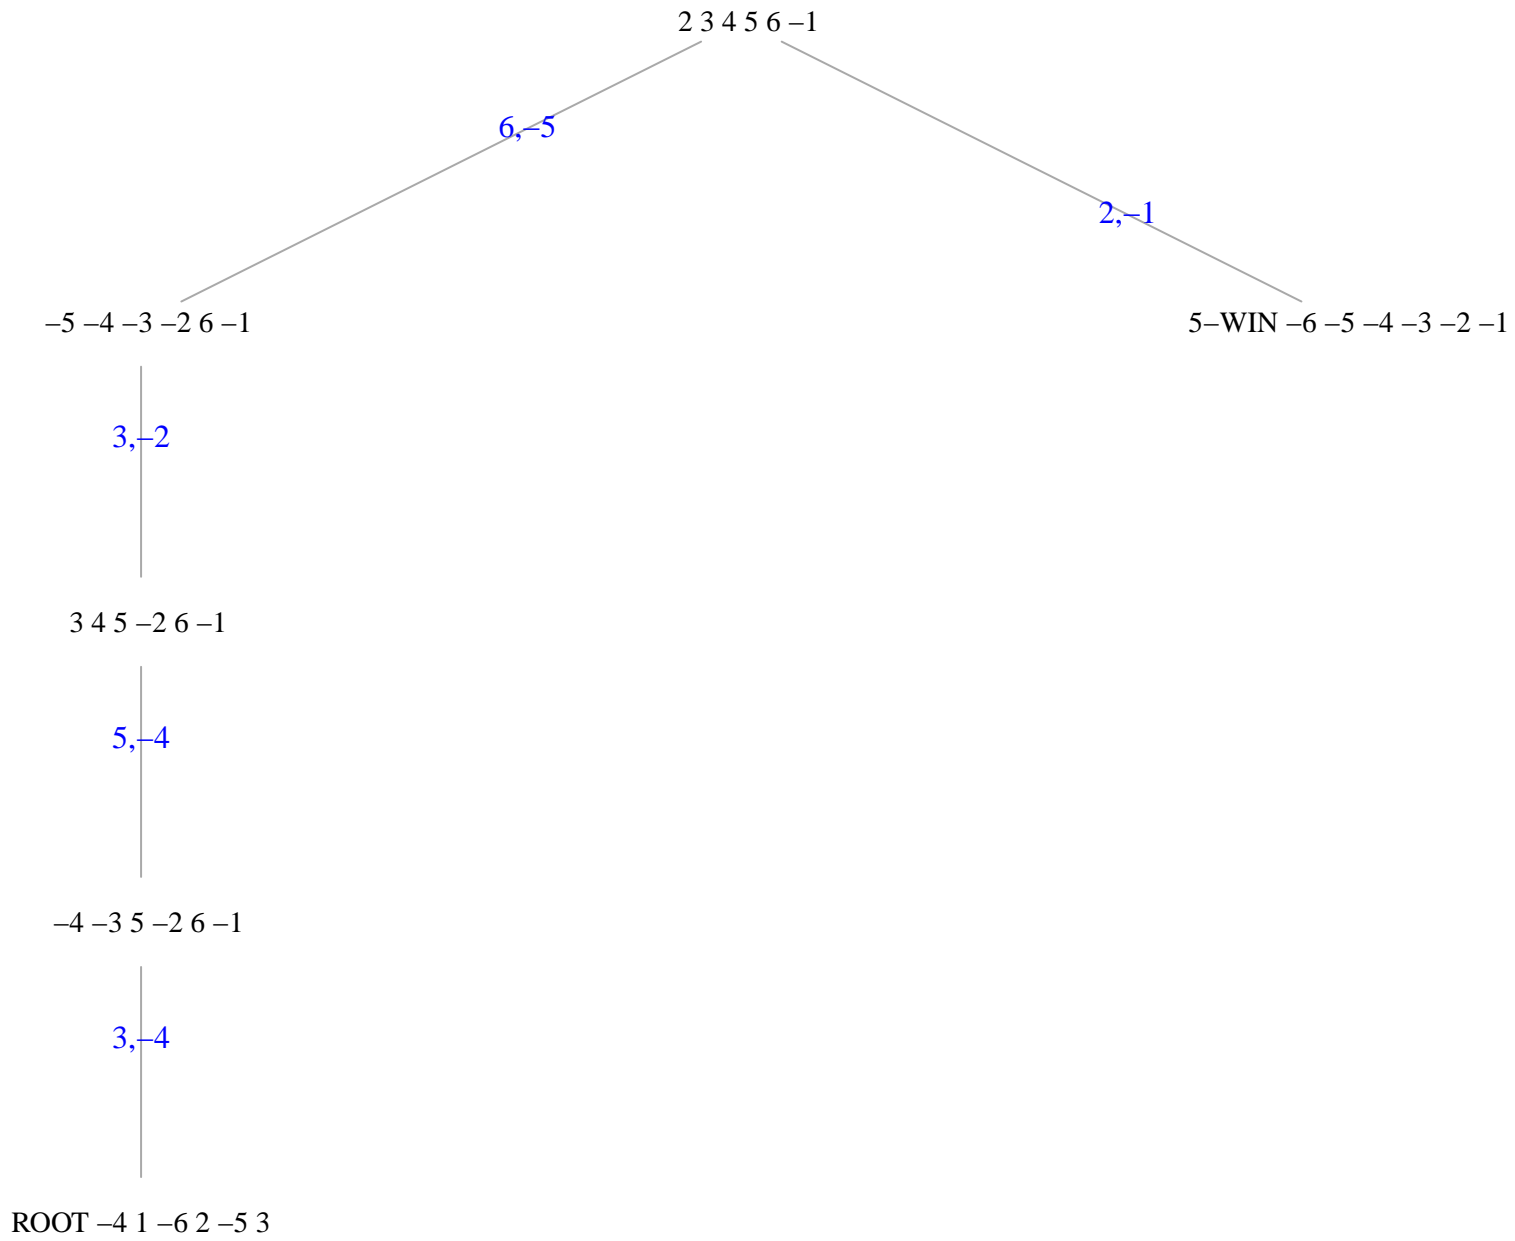 2 3 4 5 6 –1
6,–5
2,–1
–5 –4 –3 –2 6 –1
5–WIN –6 –5 –4 –3 –2 –1
3,–2
3 4 5 –2 6 –1
5,–4
–4 –3 5 –2 6 –1
3,–4
ROOT –4 1 –6 2 –5 3